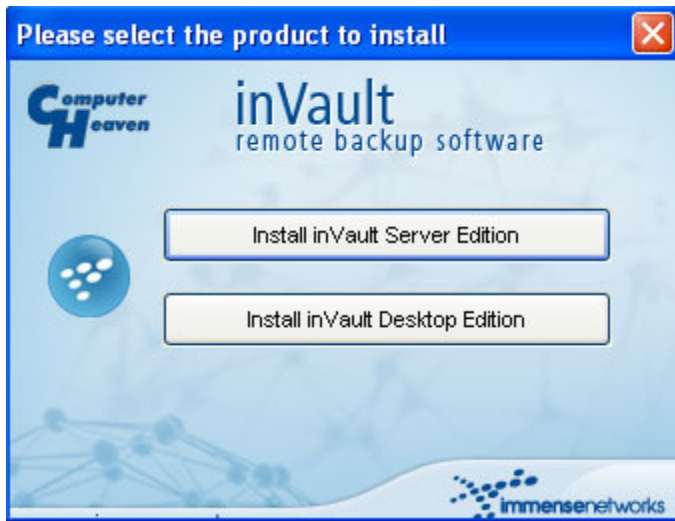 Please select the product to install
Computer
Heaven
inVault
remote backup software
Install inVault Server Edition
Install inVault Desktop Edition
immensenetworks